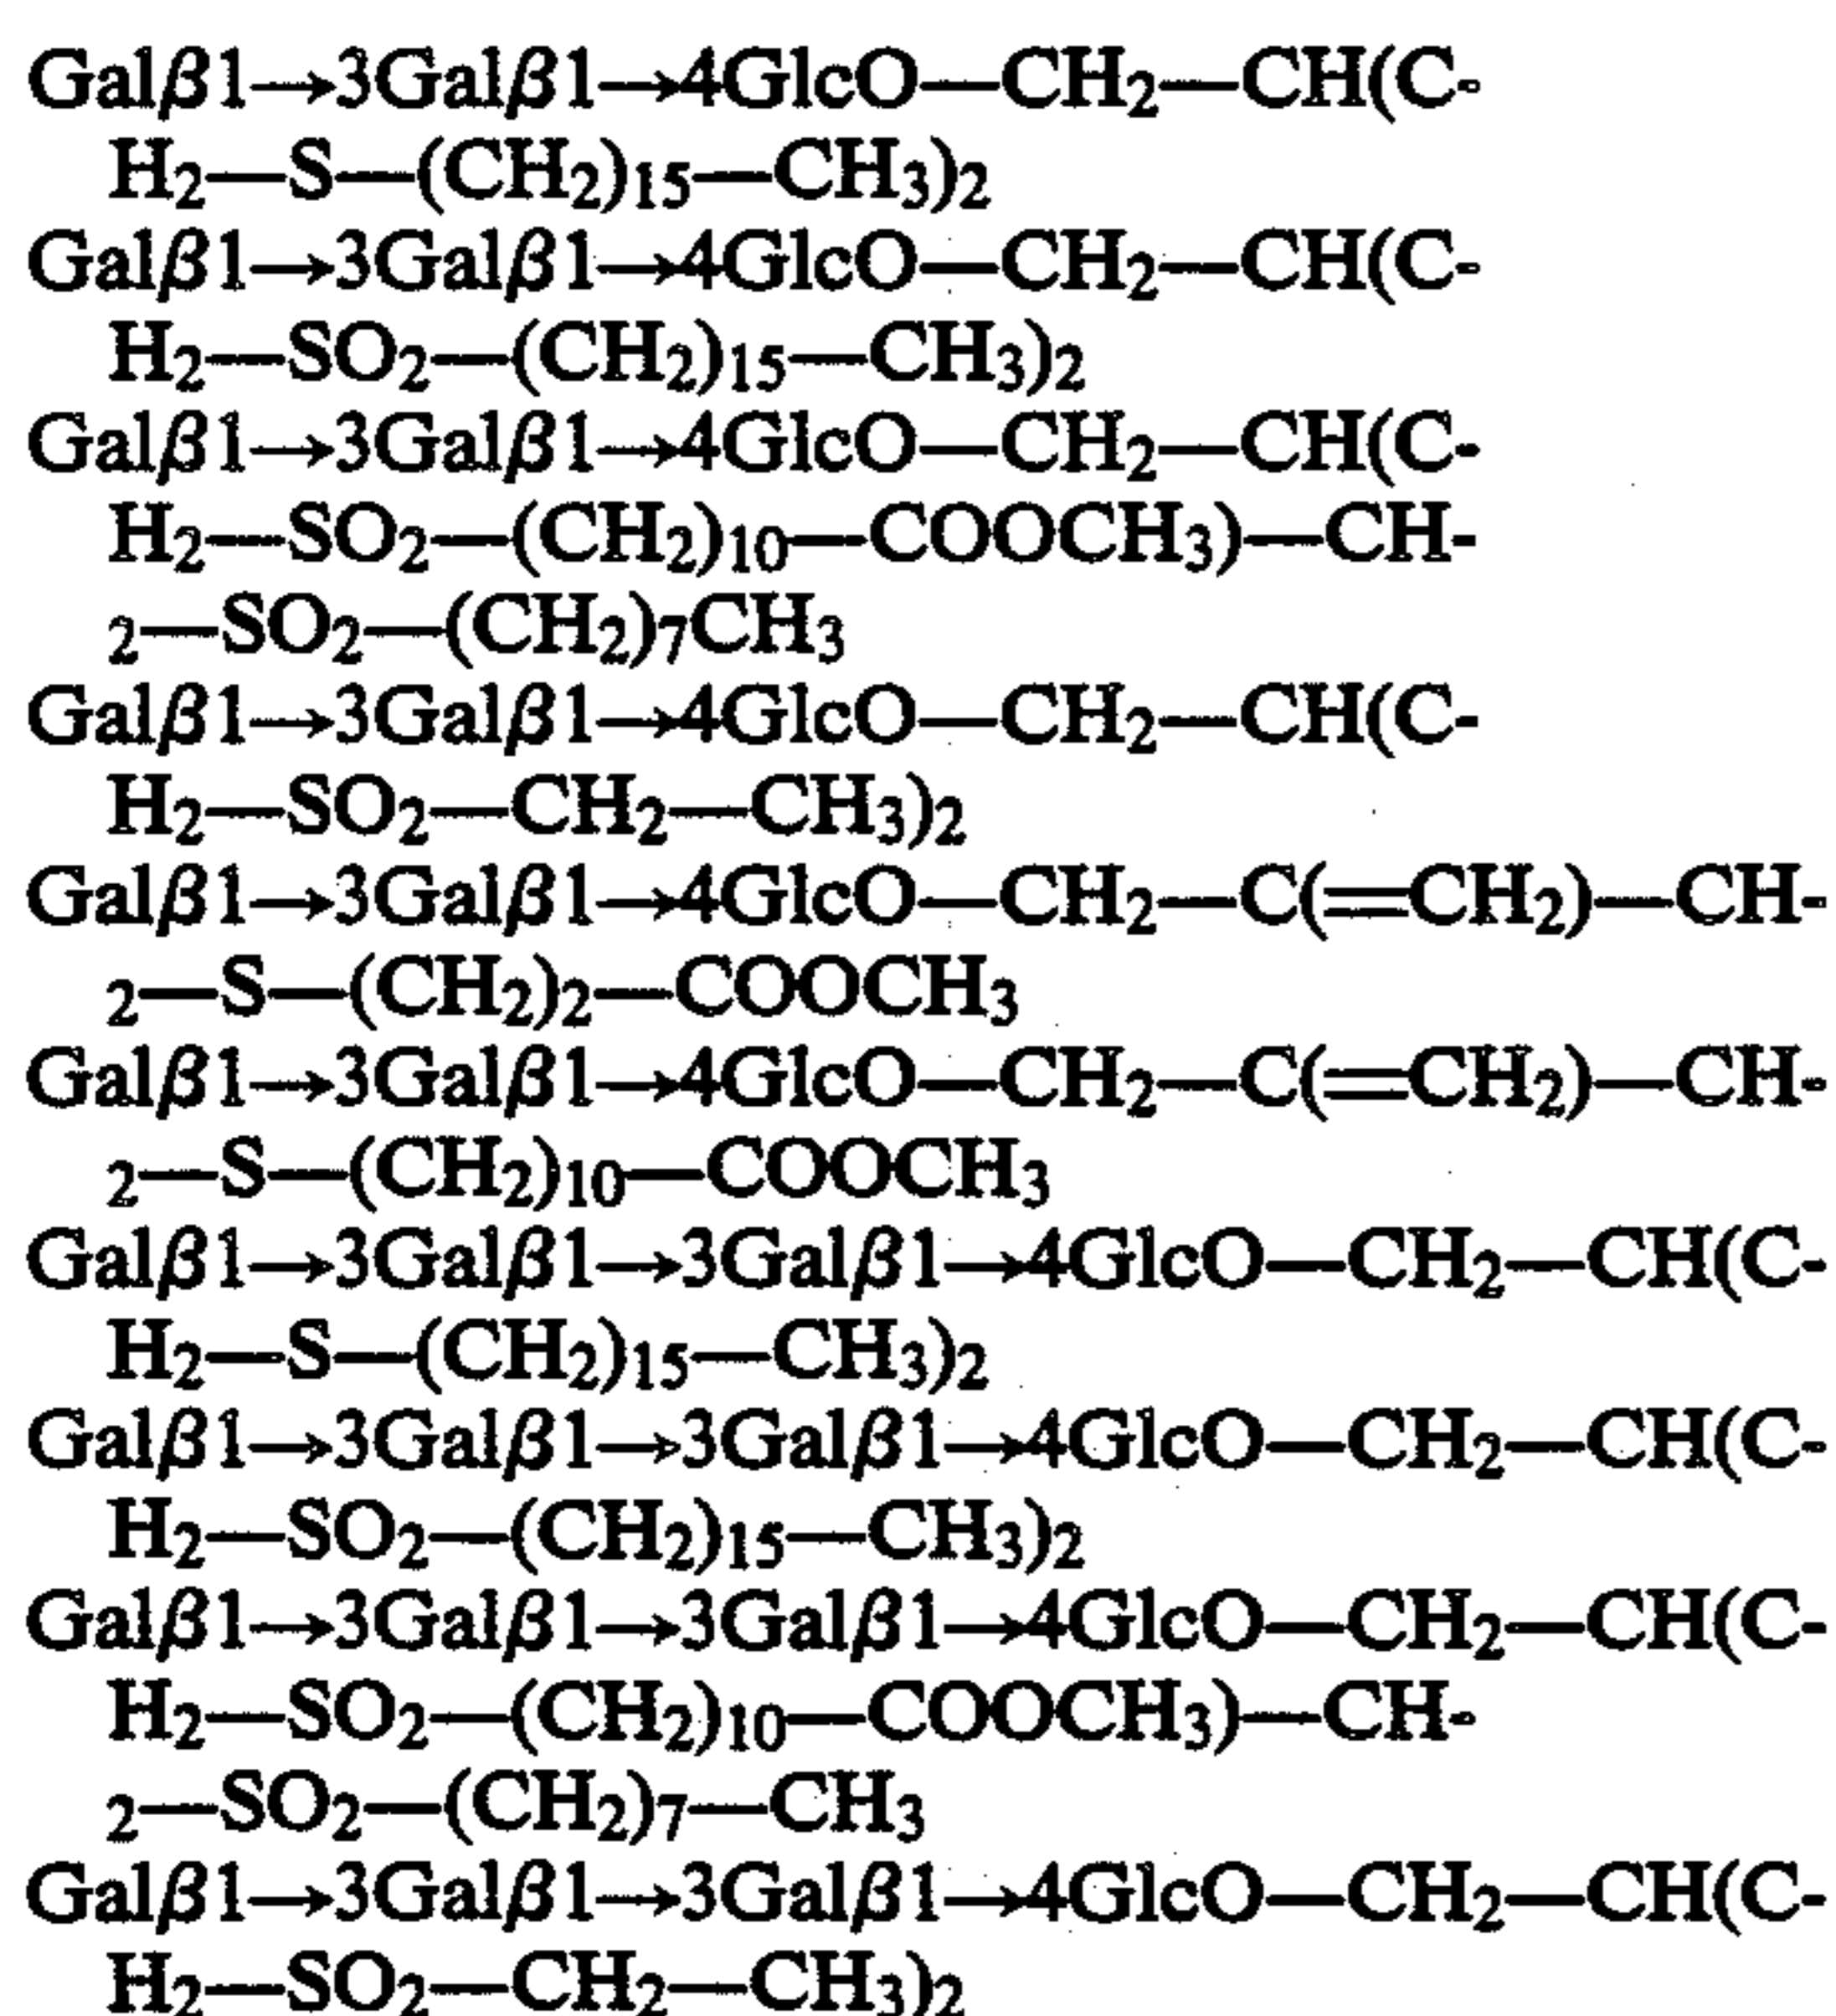 Galβ1→3Galβ1→4GlcO—CH₂—CH(C-
H₂—S—(CH₂)₁₅—CH₃)₂
Galβ1→3Galβ1→4GlcO—CH₂—CH(C-
H₂—SO₂—(CH₂)₁₅—CH₃)₂
Galβ1→3Galβ1→4GlcO—CH₂—CH(C-
H₂—SO₂—(CH₂)₁₀—COOCH₃)—CH-
₂—SO₂—(CH₂)₇CH₃
Galβ1→3Galβ1→4GlcO—CH₂—CH(C-
H₂—SO₂—CH₂—CH₃)₂
Galβ1→3Galβ1→4GlcO—CH₂—C(=CH₂)—CH-
₂—S—(CH₂)₂—COOCH₃
Galβ1→3Galβ1→4GlcO—CH₂—C(=CH₂)—CH-
₂—S—(CH₂)₁₀—COOCH₃
Galβ1→3Galβ1→3Galβ1→4GlcO—CH₂—CH(C-
H₂—S—(CH₂)₁₅—CH₃)₂
Galβ1→3Galβ1→3Galβ1→4GlcO—CH₂—CH(C-
H₂—SO₂—(CH₂)₁₅—CH₃)₂
Galβ1→3Galβ1→3Galβ1→4GlcO—CH₂—CH(C-
H₂—SO₂—(CH₂)₁₀—COOCH₃)—CH-
₂—SO₂—(CH₂)₇—CH₃
Galβ1→3Galβ1→3Galβ1→4GlcO—CH₂—CH(C-
H₂—SO₂—CH₂—CH₃)₂